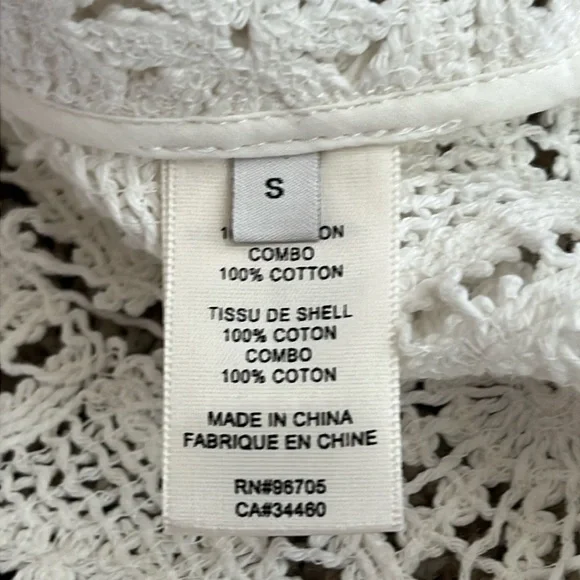 S
COMBO
100% COTTON
TISSU DE SHELL
100% COTON
COMBO
100% COTON
MADE IN CHINA
FABRIQUE EN CHINE
RN#96705
CA#34460